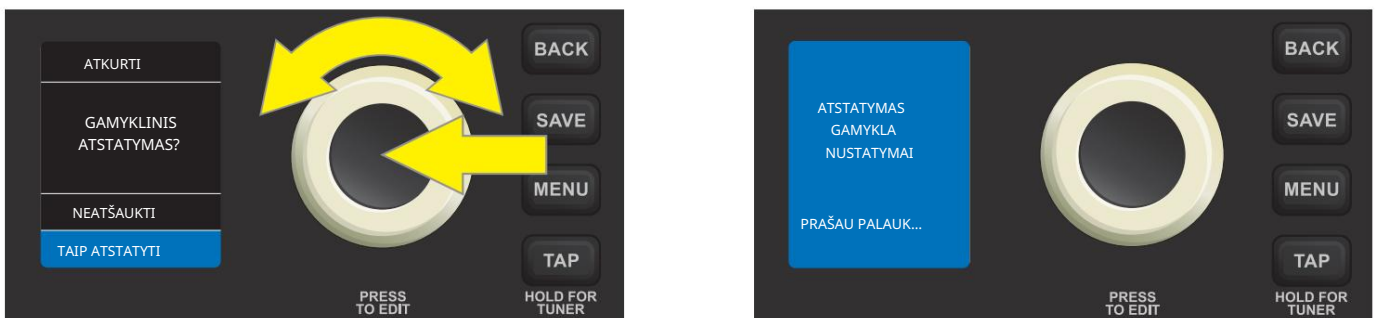 ATKURTI
GAMYKLINIS
ATSTATYMAS?
NEATŠAUKTI
TAIP ATSTATYTI
BACK
SAVE
MENU
TAP
PRESS
TO EDIT
HOLD FOR
TUNER
ATSTATYMAS
GAMYKLA
NUSTATYMAI
PRAŠAU PALAUK...
BACK
SAVE
MENU
TAP
PRESS
TO EDIT
HOLD FOR
TUNER